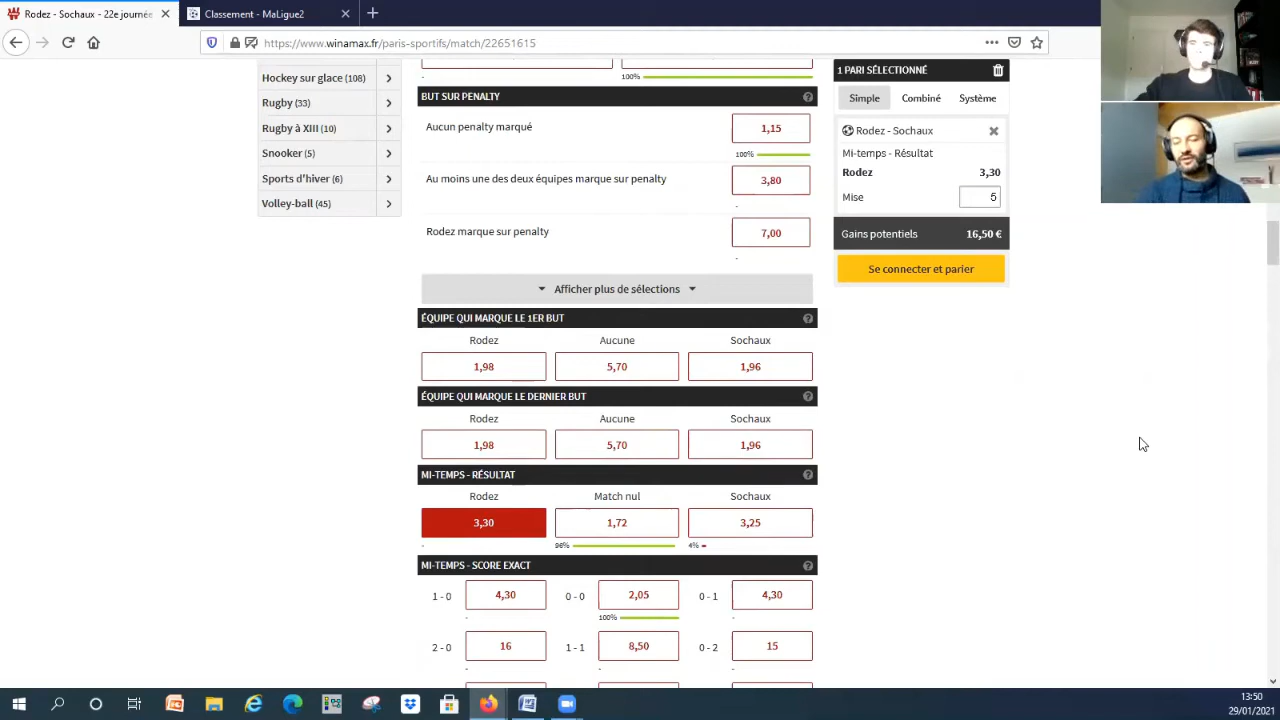 Rodez - Sochaux - 22e journée
Classement - MaLigue2
https://www.winamax.fr/paris-sportifs/match/22651615
Hockey sur glace (108)
Rugby (33)
Rugby à XIII (10)
Snooker (5)
Sports d'hiver (6)
Volley-ball (45)
-
100%
BUT SUR PENALTY
Aucun penalty marqué
1,15
100%
Au moins une des deux équipes marque sur penalty
3,80
-
Rodez marque sur penalty
7,00
-
Afficher plus de sélections
ÉQUIPE QUI MARQUE LE 1ER BUT
Rodez Aucune Sochaux
1,98 5,70 1,96
ÉQUIPE QUI MARQUE LE DERNIER BUT
Rodez Aucune Sochaux
1,98 5,70 1,96
MI-TEMPS - RÉSULTAT
Rodez Match nul Sochaux
3,30 1,72 3,25
- 96% 4%
MI-TEMPS - SCORE EXACT
1 - 0 4,30 0 - 0 2,05 0 - 1 4,30
- 100% -
2 - 0 16 1 - 1 8,50 0 - 2 15
- - -
1 PARI SÉLECTIONNÉ
Simple Combiné Système
Rodez - Sochaux
Mi-temps - Résultat
Rodez 3,30
Mise 5
Gains potentiels 16,50 €
Se connecter et parier
13:50
29/01/2021